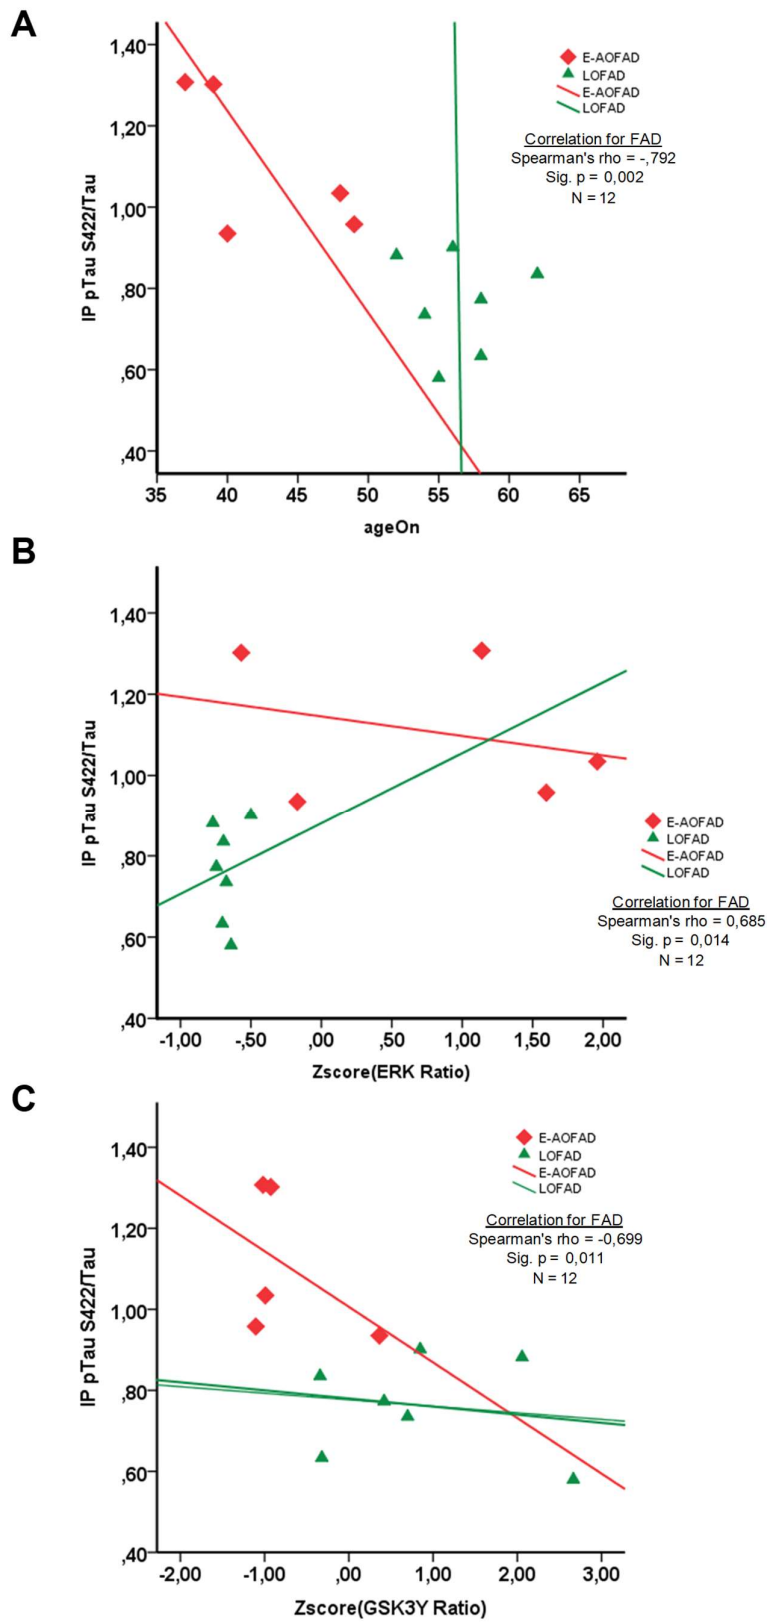 A
IP pTau S422/Tau
1,40
1,20
1,00
,80
,60
,40
35 40 45 50 55 60 65
ageOn
E-AOFAD
LOFAD
E-AOFAD
LOFAD
Correlation for FAD
Spearman's rho = -,792
Sig. p = 0,002
N = 12
B
IP pTau S422/Tau
1,40
1,20
1,00
,80
,60
,40
-1,00 -,50 ,00 ,50 1,00 1,50 2,00
Zscore(ERK Ratio)
E-AOFAD
LOFAD
E-AOFAD
LOFAD
Correlation for FAD
Spearman's rho = 0,685
Sig. p = 0,014
N = 12
C
IP pTau S422/Tau
1,40
1,20
1,00
,80
,60
,40
-2,00 -1,00 ,00 1,00 2,00 3,00
Zscore(GSK3Y Ratio)
E-AOFAD
LOFAD
E-AOFAD
LOFAD
Correlation for FAD
Spearman's rho = -0,699
Sig. p = 0,011
N = 12